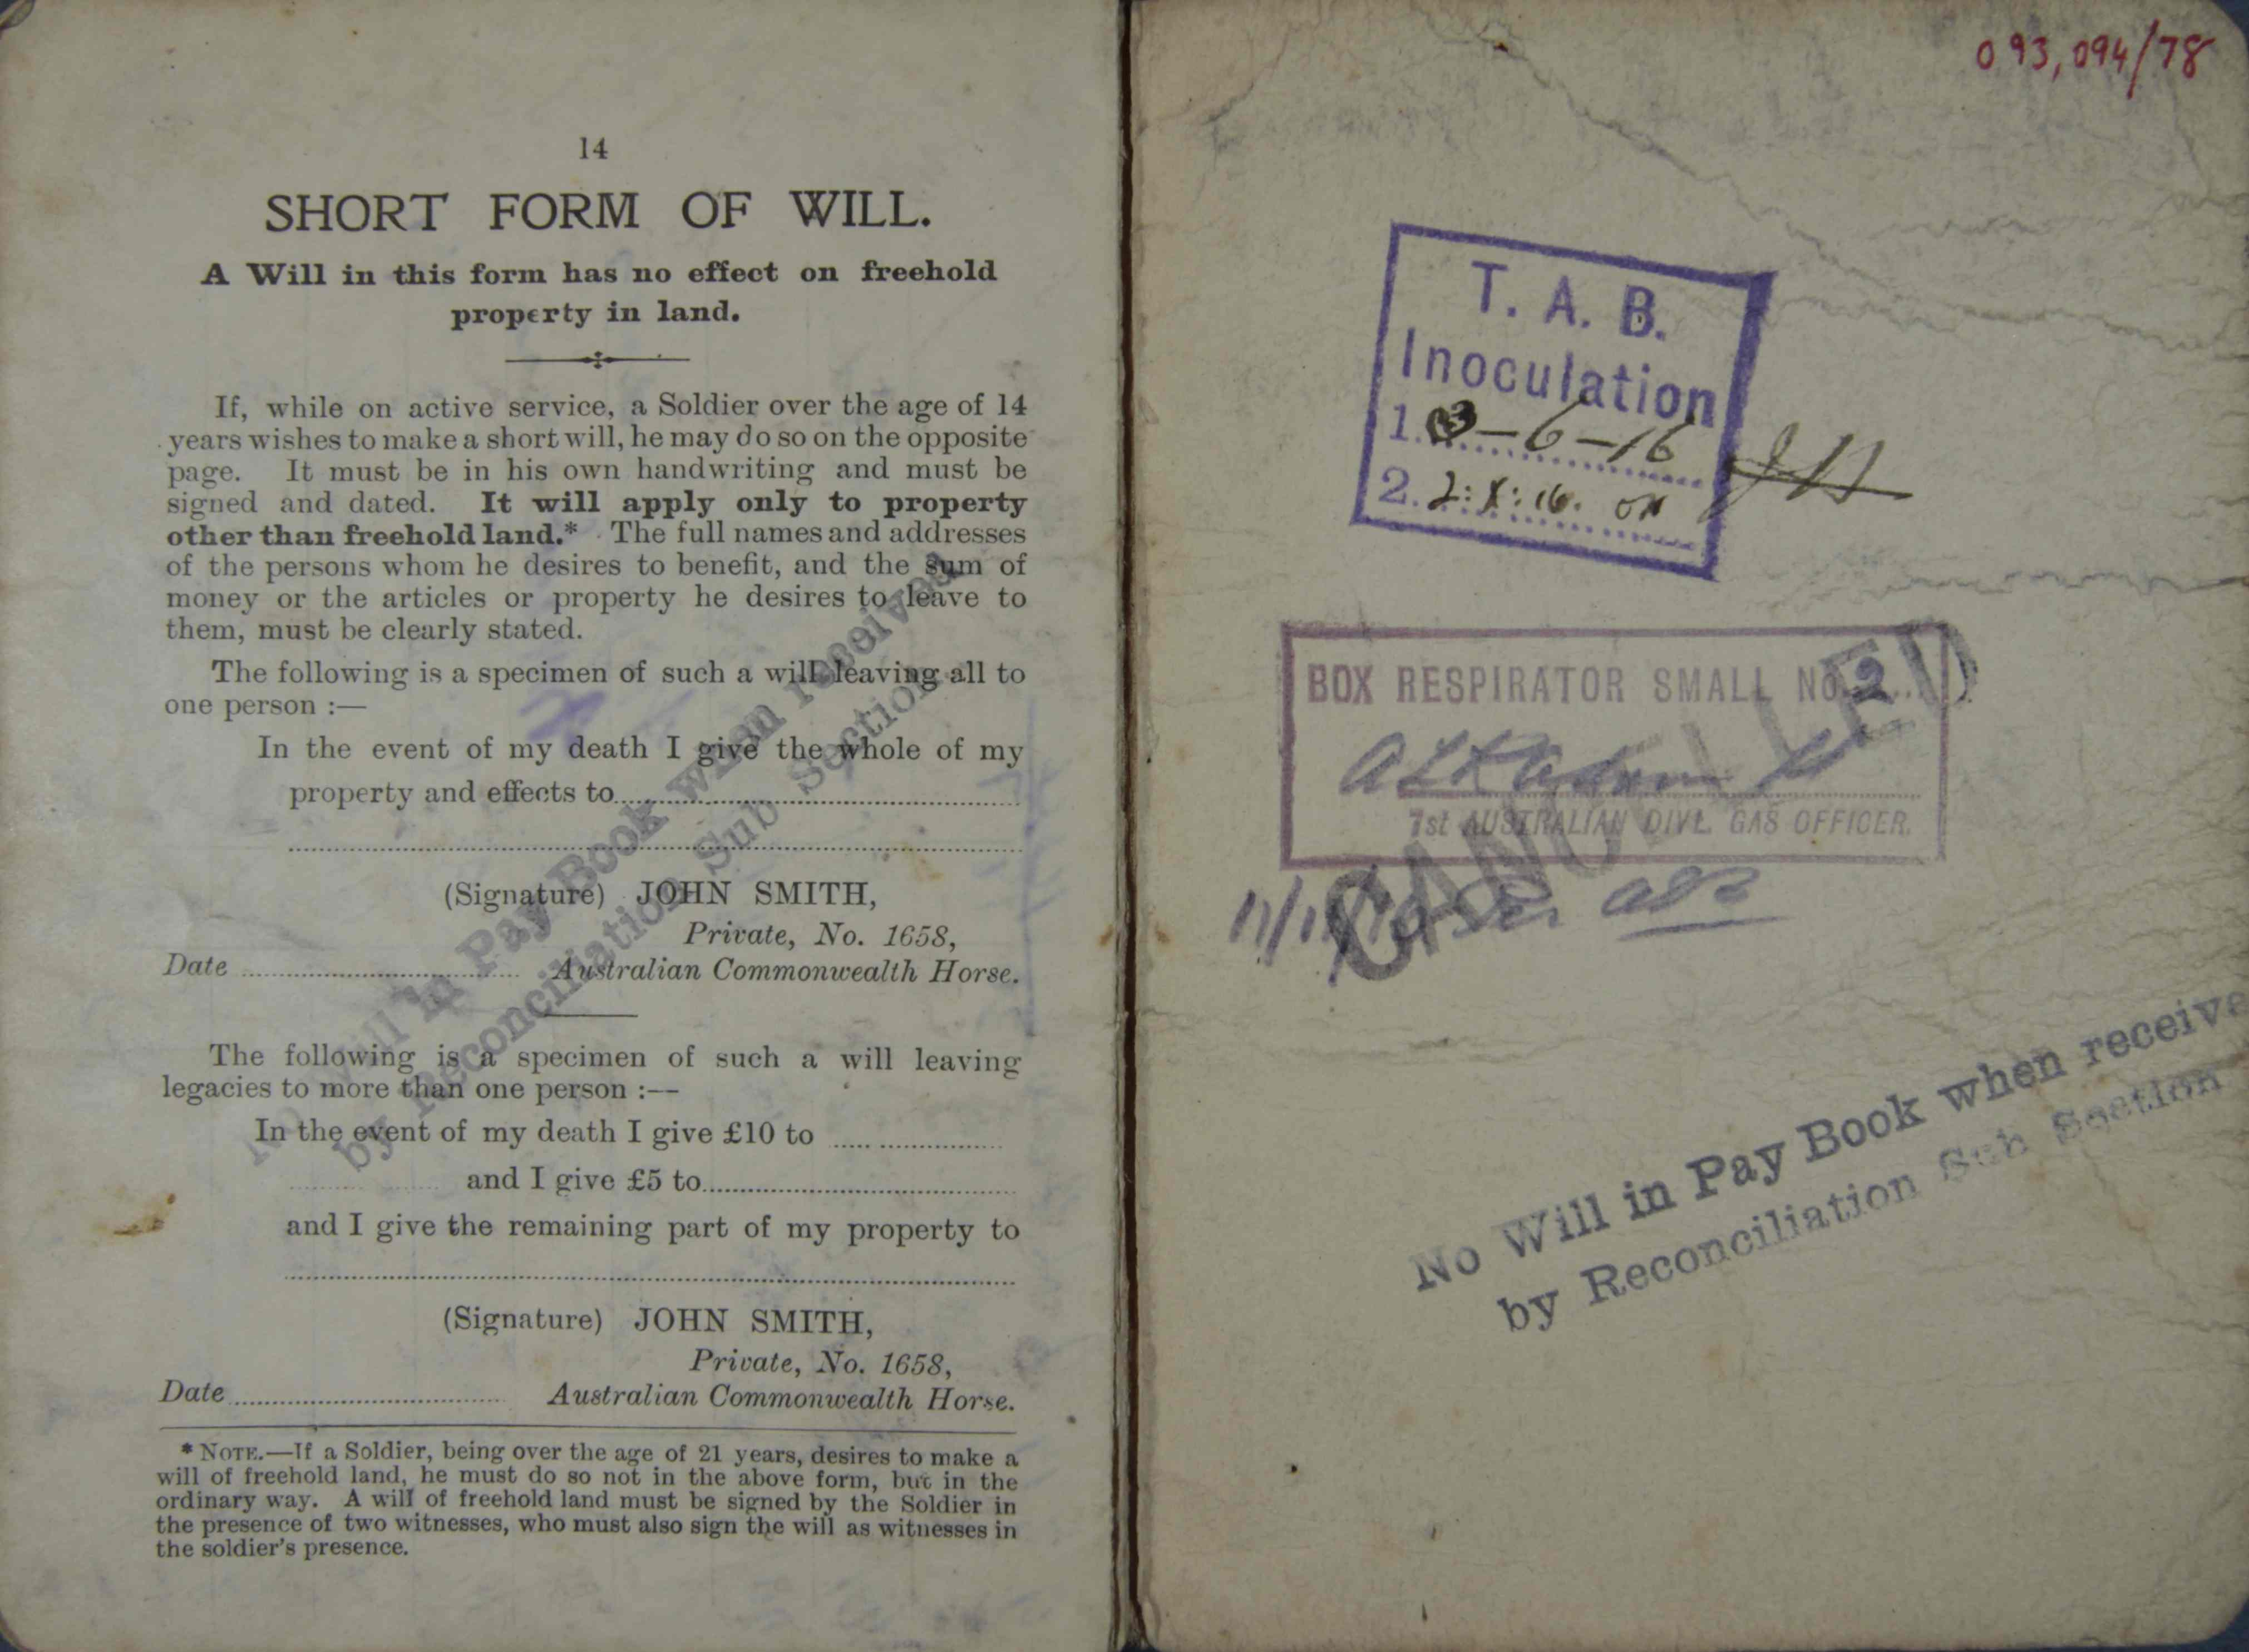 14
SHORT FORM OF WILL.
A Will in this form has no effect on freehold
property in land.
If, while on active service, a Soldier over the age of 14
years wishes to make a short will, he may do so on the opposite
page. It must be in his own handwriting and must be
signed and dated. It will apply only to property
other than freehold land.* The full names and addresses
of the persons whom he desires to benefit, and the sum of
money or the articles or property he desires to leave to
them, must be clearly stated.
The following is a specimen of such a will leaving all to
one person :—
In the event of my death I give the whole of my
property and effects to
(Signature) JOHN SMITH,
Private, No. 1658,
Date Australian Commonwealth Horse.
The following is a specimen of such a will leaving
legacies to more than one person :—
In the event of my death I give £10 to
and I give £5 to
and I give the remaining part of my property to
(Signature) JOHN SMITH,
Private, No. 1658,
Date Australian Commonwealth Horse.
* NOTE.—If a Soldier, being over the age of 21 years, desires to make a
will of freehold land, he must do so not in the above form, but in the
ordinary way. A will of freehold land must be signed by the Soldier in
the presence of two witnesses, who must also sign the will as witnesses in
the soldier's presence.
No Will in Pay Book when received
by Reconciliation Sub Section
093,094/78
T. A. B.
Inoculation
1. 3-6-16
2. 2:X:16.
BOX RESPIRATOR SMALL No. 2
1st AUSTRALIAN DIVL. GAS OFFICER.
CANCELLED
No Will in Pay Book when receive
by Reconciliation Sub Section